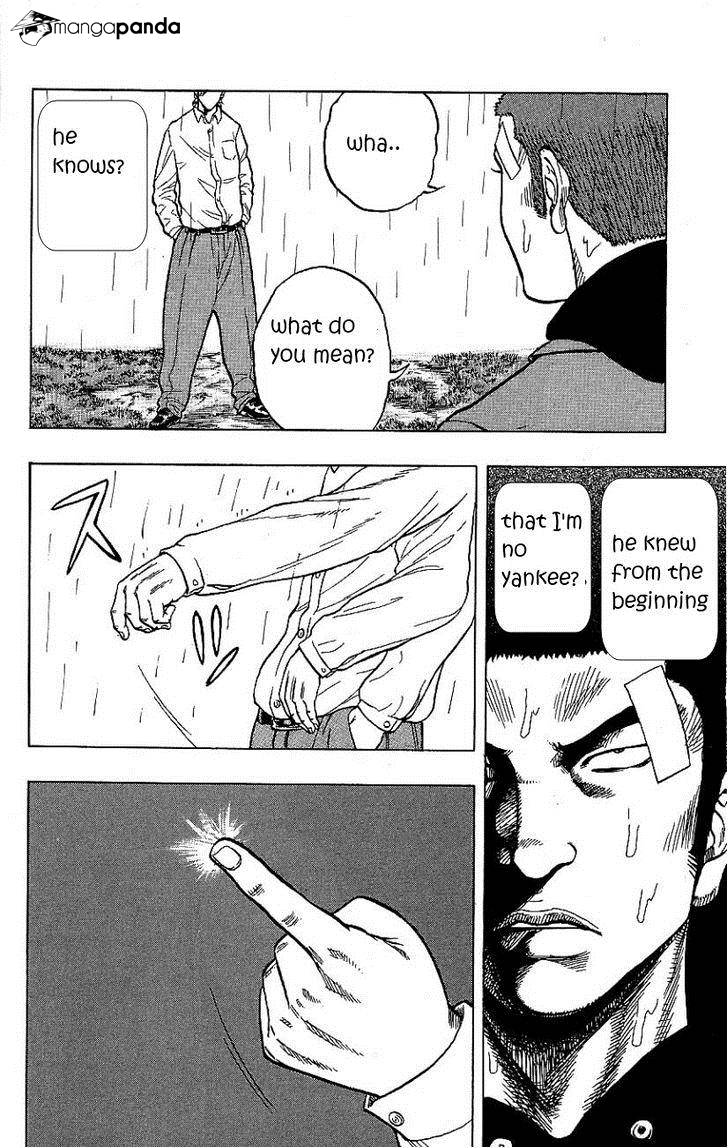 mangapanda
wha..
what do
you mean?
he
knows?
he knew
from the
beginning
that I'm
no
yankee?
ス